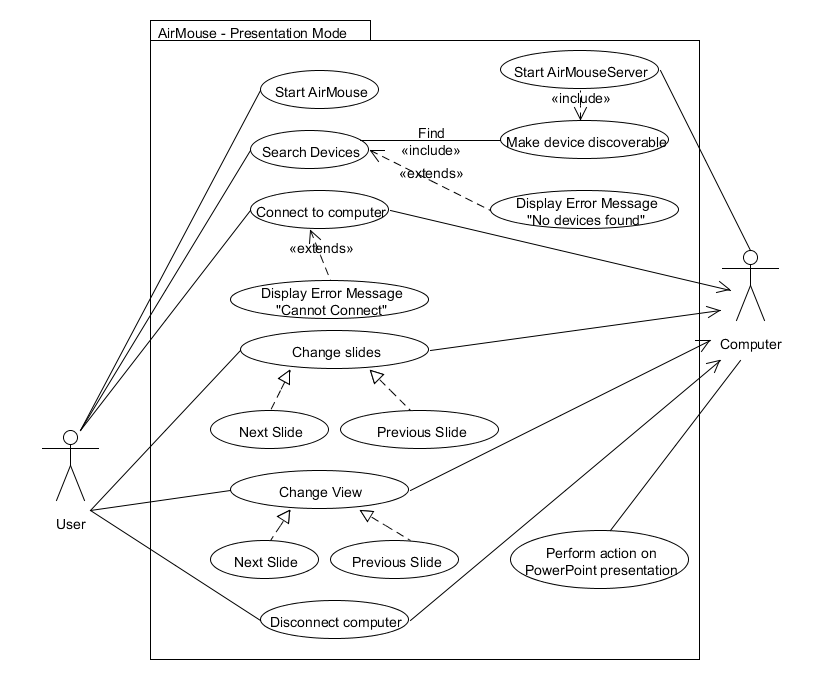 AirMouse - Presentation Mode
Start AirMouse
Start AirMouseServer
«include»
Search Devices
Find
«include»
Make device discoverable
«extends»
Display Error Message
"No devices found"
Connect to computer
«extends»
Display Error Message
"Cannot Connect"
Change slides
Next Slide
Previous Slide
Computer
User
Change View
Next Slide
Previous Slide
Perform action on
PowerPoint presentation
Disconnect computer